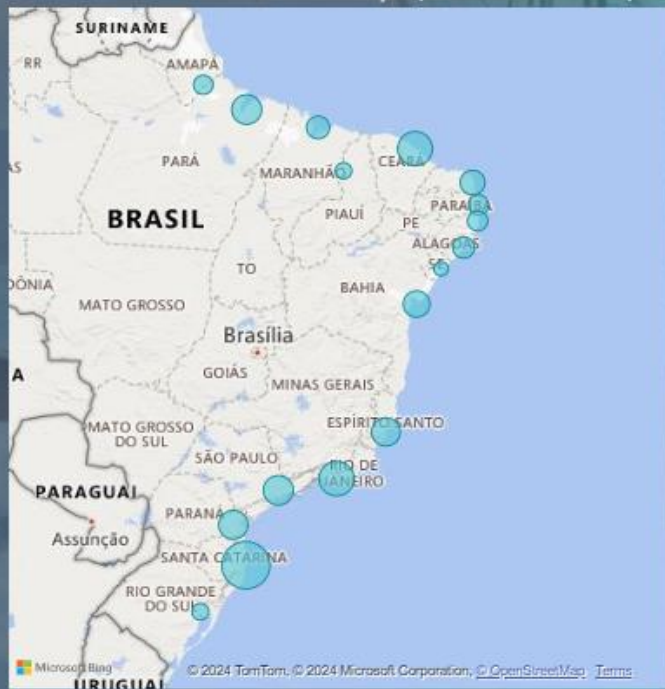 SURINAME
RR
AMAPÁ
AS
PARÁ
MARANHÃO
CEARÁ
BRASIL
PIAUÍ
PARAÍBA
PE
ALAGOAS
SE
TO
DÔNIA
MATO GROSSO
BAHIA
Brasília
A
GOIÁS
MINAS GERAIS
ESPÍRITO SANTO
MATO GROSSO
DO SUL
SÃO PAULO
RIO DE
JANEIRO
PARAGUAI
PARANÁ
Assunção
SANTA CATARINA
RIO GRANDE
DO SUL
Microsoft Bing
© 2024 TomTom, © 2024 Microsoft Corporation, © OpenStreetMap Terms
URUGUAI